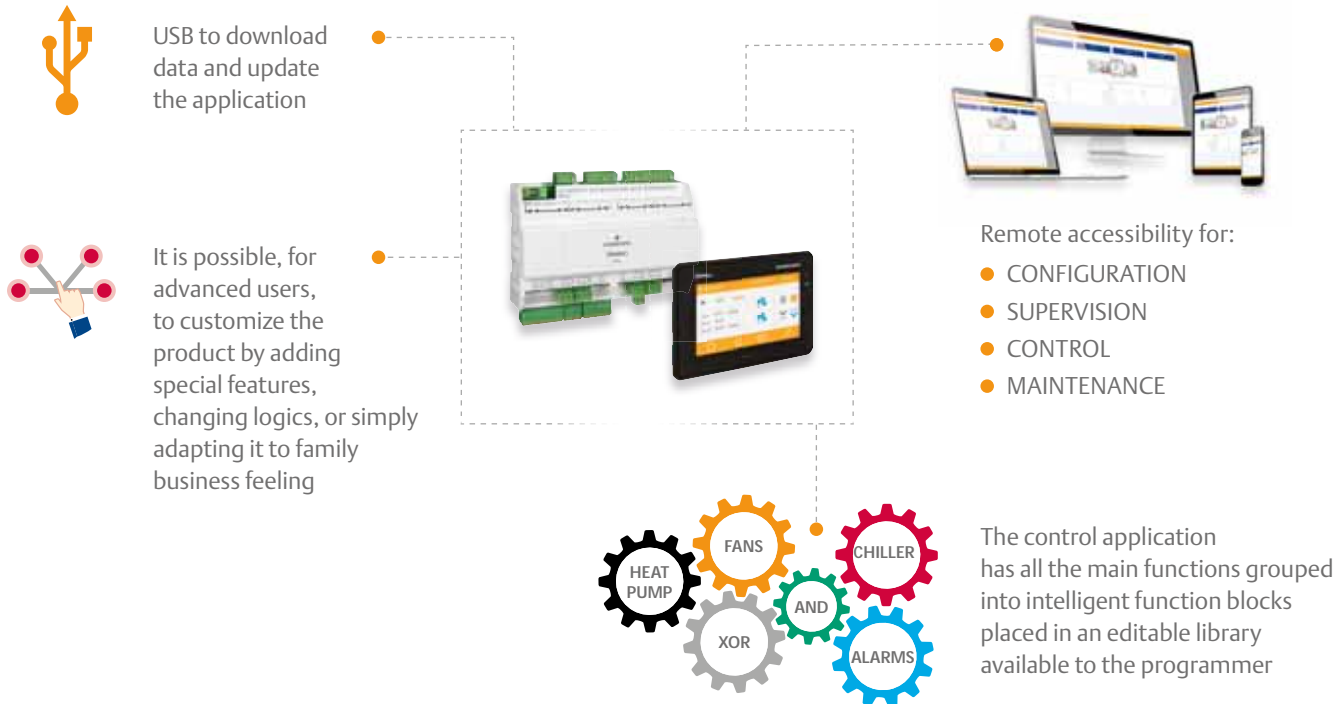 USB to download
data and update
the application
It is possible, for
advanced users,
to customize the
product by adding
special features,
changing logics, or simply
adapting it to family
business feeling
Remote accessibility for:
CONFIGURATION
SUPERVISION
CONTROL
MAINTENANCE
FANS
CHILLER
HEAT
PUMP
AND
XOR
ALARMS
The control application
has all the main functions grouped
into intelligent function blocks
placed in an editable library
available to the programmer